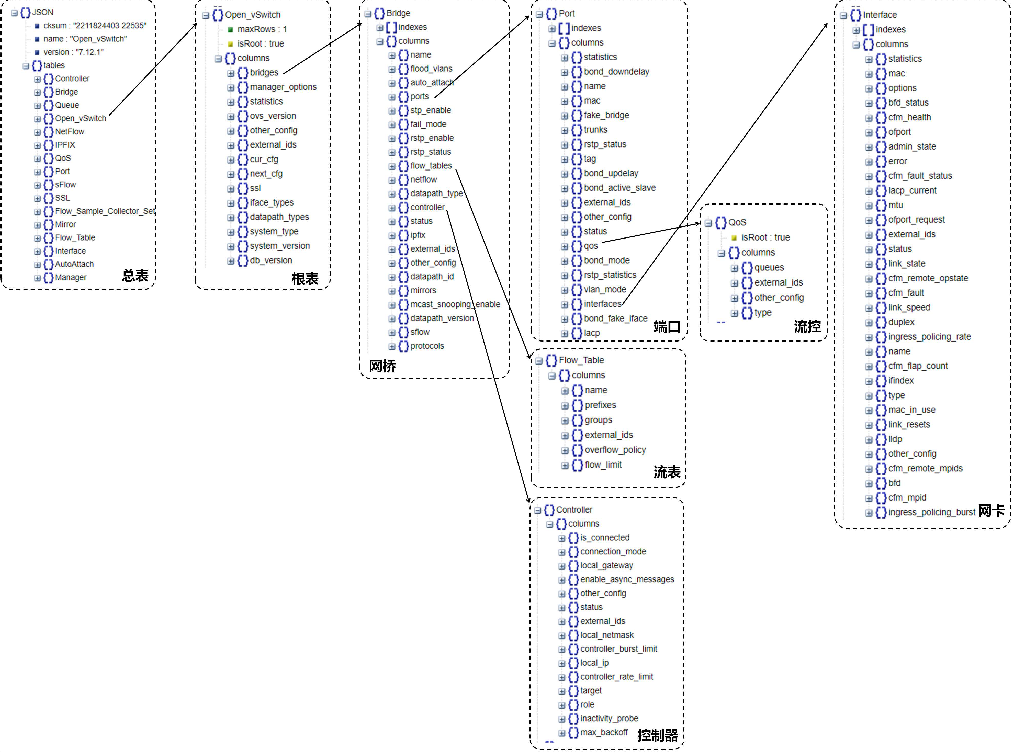 JSON
cksum : "2211824403 22535"
name : "Open_vSwitch"
version : "7.12.1"
tables
Controller
Bridge
Queue
Open_vSwitch
NetFlow
IPFIX
QoS
Port
sFlow
SSL
Flow_Sample_Collector_Set
Mirror
Flow_Table
Interface
AutoAttach
Manager
总表
Open_vSwitch
maxRows : 1
isRoot : true
columns
bridges
manager_options
statistics
ovs_version
other_config
external_ids
cur_cfg
next_cfg
ssl
iface_types
datapath_types
system_type
system_version
db_version
根表
Bridge
indexes
columns
name
flood_vlans
auto_attach
ports
stp_enable
fail_mode
rstp_enable
rstp_status
flow_tables
netflow
datapath_type
controller
status
ipfix
external_ids
other_config
datapath_id
mirrors
mcast_snooping_enable
datapath_version
sflow
protocols
网桥
Port
indexes
columns
statistics
bond_downdelay
name
mac
fake_bridge
trunks
rstp_status
tag
bond_updelay
bond_active_slave
external_ids
other_config
status
qos
bond_mode
rstp_statistics
vlan_mode
interfaces
bond_fake_iface
lacp
端口
Flow_Table
columns
name
prefixes
groups
external_ids
overflow_policy
flow_limit
流表
Controller
columns
is_connected
connection_mode
local_gateway
enable_async_messages
other_config
status
external_ids
local_netmask
controller_burst_limit
local_ip
controller_rate_limit
target
role
inactivity_probe
max_backoff
控制器
QoS
isRoot : true
columns
queues
external_ids
other_config
type
流控
Interface
indexes
columns
statistics
mac
options
bfd_status
cfm_health
ofport
admin_state
error
cfm_fault_status
lacp_current
mtu
ofport_request
external_ids
status
link_state
cfm_remote_opstate
cfm_fault
link_speed
duplex
ingress_policing_rate
name
cfm_flap_count
ifindex
type
mac_in_use
link_resets
lldp
other_config
cfm_remote_mpids
bfd
cfm_mpid
ingress_policing_burst
网卡